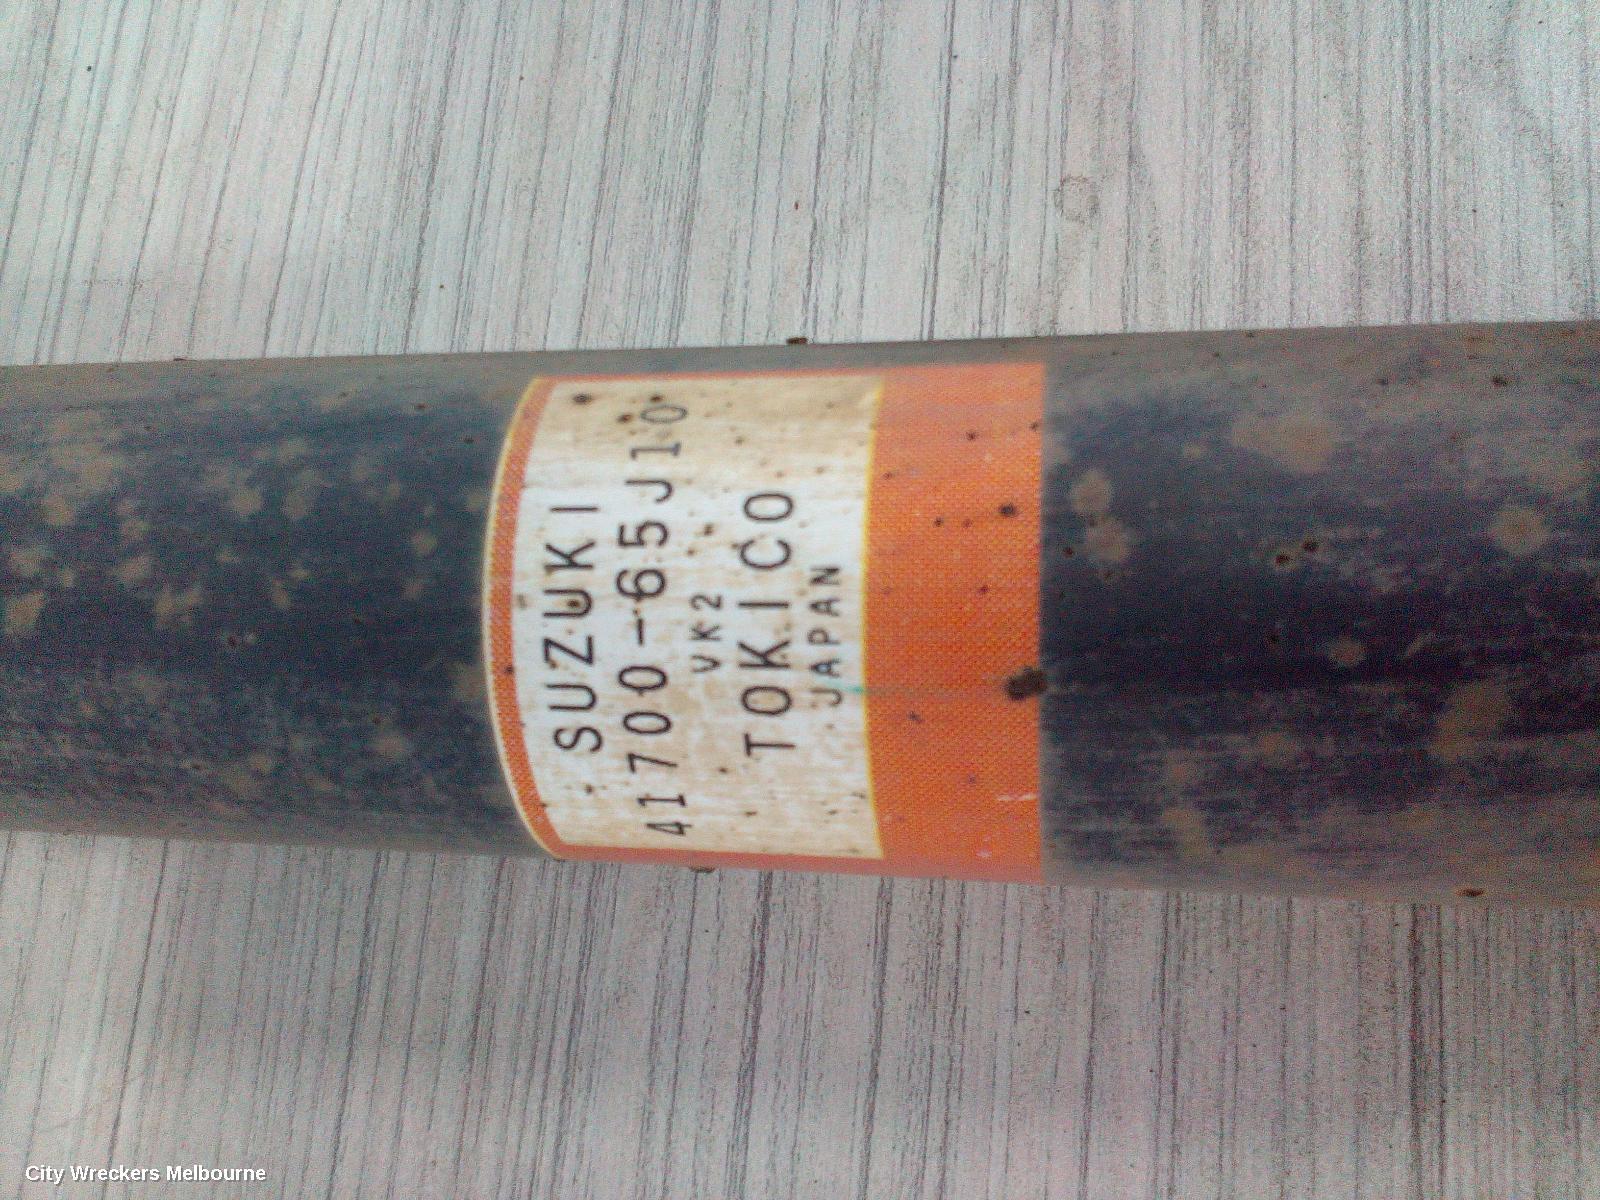 SUZUKI
41700-65J10
VK2
TOKICO
JAPAN
City Wreckers Melbourne